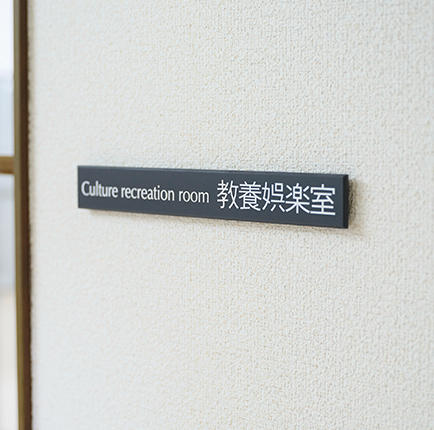 Culture recreation room 教養娯楽室